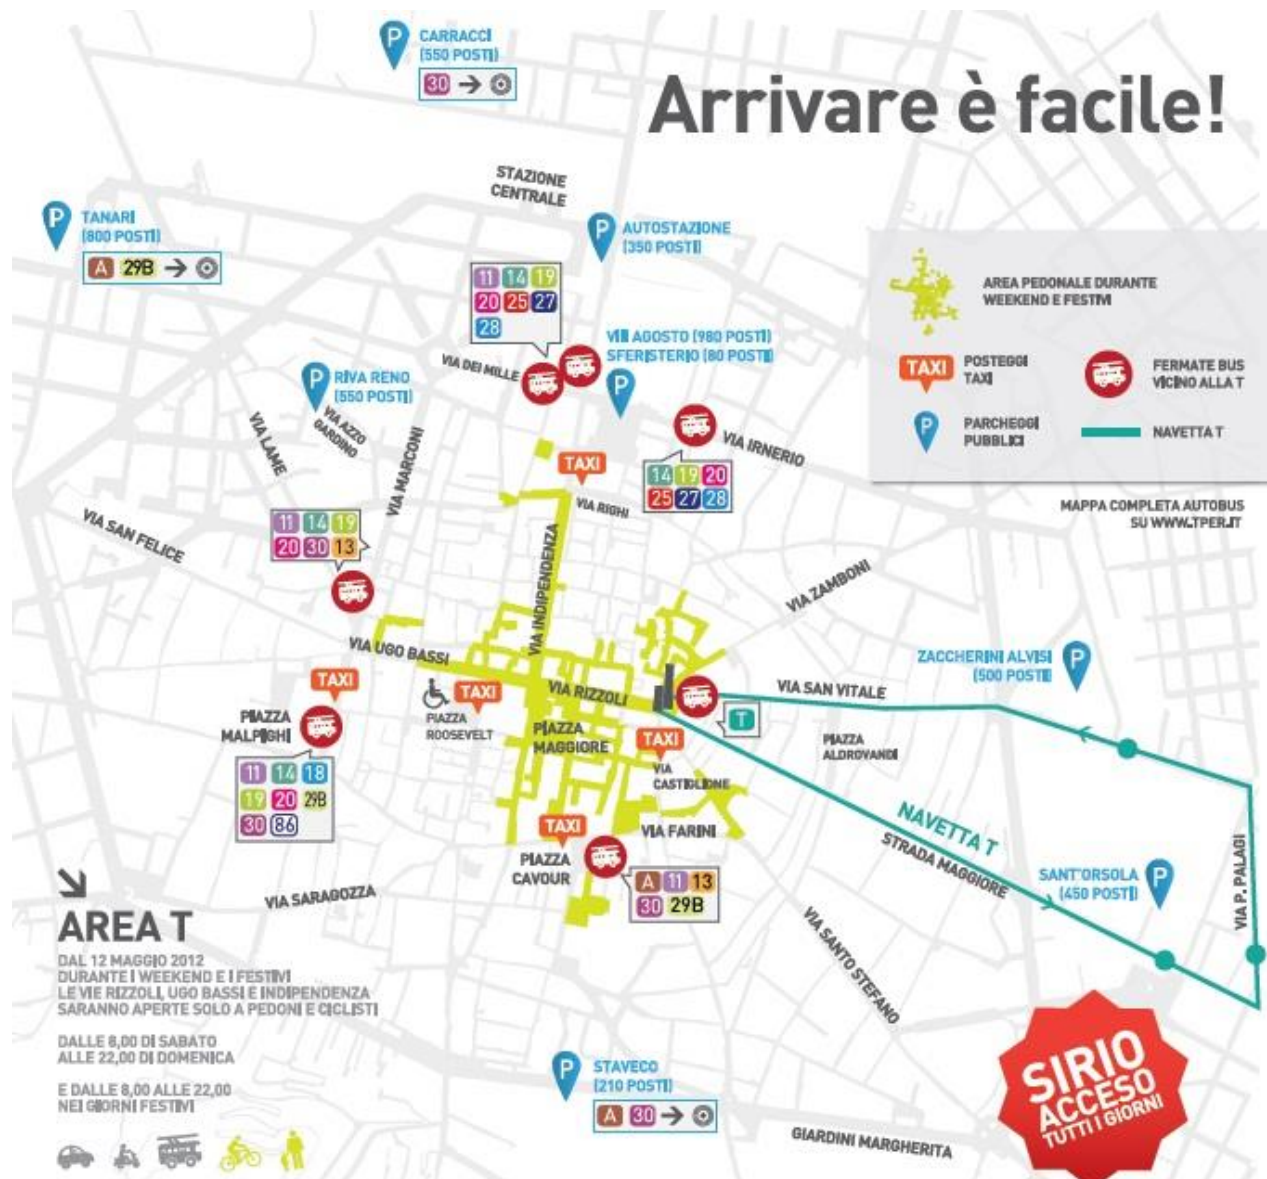 Arrivare è facile!
P
CARRACCI
(550 POSTI)
30
STAZIONE
CENTRALE
P
TANARI
(800 POSTI)
A 29B
P
AUTOSTAZIONE
(350 POSTI)
11 14 19
20 25 27
28
VIII AGOSTO (980 POSTI)
SFERISTERIO (80 POSTI)
P
VIA DEI MILLE
P
RIVA RENO
(550 POSTI)
VIA AZZO
GARDINO
VIA LAME
VIA MARCONI
AREA PEDONALE DURANTE
WEEKEND E FESTIVI
TAXI
POSTEGGI
TAXI
FERMATE BUS
VICINO ALLA T
P
PARCHEGGI
PUBBLICI
NAVETTA T
MAPPA COMPLETA AUTOBUS
SU WWW.TPER.IT
VIA IRNERIO
14 19 20
25 27 28
TAXI
VIA RIGHI
VIA SAN FELICE
11 14 19
20 30 13
VIA INDIPENDENZA
VIA ZAMBONI
VIA UGO BASSI
TAXI
TAXI
PIAZZA
ROOSEVELT
VIA RIZZOLI
PIAZZA
MAGGIORE
T
VIA SAN VITALE
ZACCHERINI ALVISI
(500 POSTI)
P
PIAZZA
ALDROVANDI
TAXI
VIA
CASTIGLIONE
PIAZZA
MALPIGHI
11 14 18
19 20 29B
30 86
TAXI
VIA FARINI
PIAZZA
CAVOUR
A 11 13
30 29B
NAVETTA T
STRADA MAGGIORE
SANT'ORSOLA
(450 POSTI)
P
VIA P. PALAGI
VIA SARAGOZZA
VIA SANTO STEFANO
AREA T
DAL 12 MAGGIO 2012
DURANTE I WEEKEND E I FESTIVI
LE VIE RIZZOLI, UGO BASSI E INDIPENDENZA
SARANNO APERTE SOLO A PEDONI E CICLISTI
DALLE 8,00 DI SABATO
ALLE 22,00 DI DOMENICA
E DALLE 8,00 ALLE 22,00
NEI GIORNI FESTIVI
P
STAVECO
(210 POSTI)
A 30
GIARDINI MARGHERITA
SIRIO
ACCESO
TUTTI I GIORNI